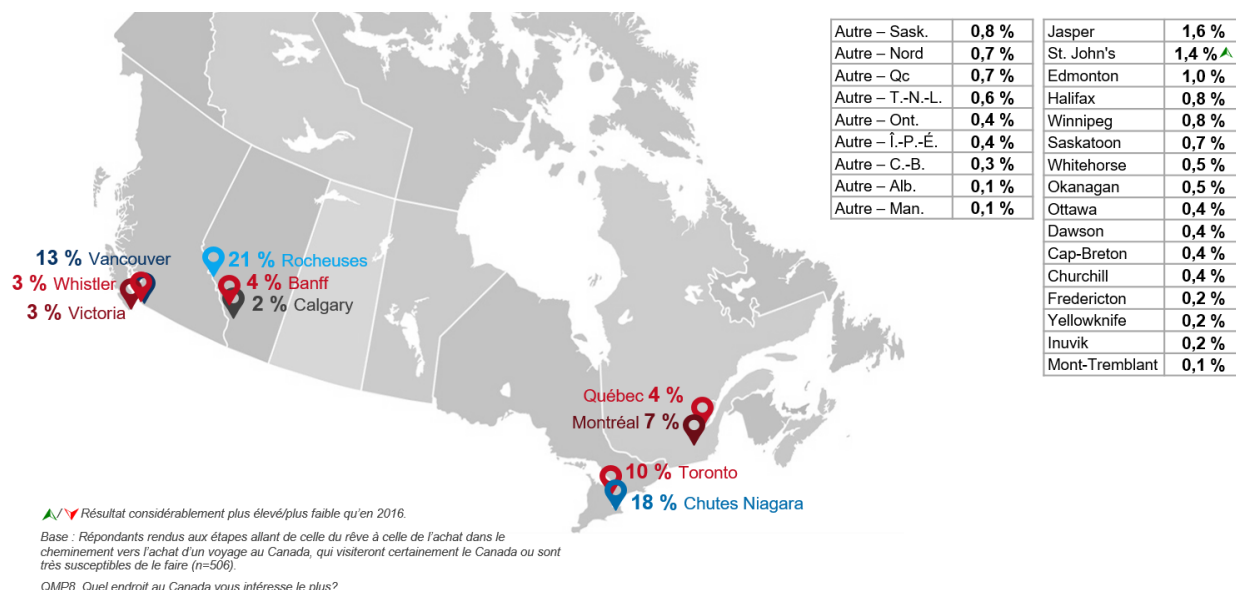 13 % Vancouver
3 % Whistler
3 % Victoria
21 % Rocheuses
4 % Banff
2 % Calgary
Québec 4 %
Montréal 7 %
10 % Toronto
18 % Chutes Niagara
Autre – Sask. 0,8 %
Autre – Nord 0,7 %
Autre – Qc 0,7 %
Autre – T.-N.-L. 0,6 %
Autre – Ont. 0,4 %
Autre – Î.-P.-É. 0,4 %
Autre – C.-B. 0,3 %
Autre – Alb. 0,1 %
Autre – Man. 0,1 %
Jasper 1,6 %
St. John's 1,4 %
Edmonton 1,0 %
Halifax 0,8 %
Winnipeg 0,8 %
Saskatoon 0,7 %
Whitehorse 0,5 %
Okanagan 0,5 %
Ottawa 0,4 %
Dawson 0,4 %
Cap-Breton 0,4 %
Churchill 0,4 %
Fredericton 0,2 %
Yellowknife 0,2 %
Inuvik 0,2 %
Mont-Tremblant 0,1 %
/ Résultat considérablement plus élevé/plus faible qu'en 2016.
Base : Répondants rendus aux étapes allant de celle du rêve à celle de l'achat dans le
cheminement vers l'achat d'un voyage au Canada, qui visiteront certainement le Canada ou sont
très susceptibles de le faire (n=506).
QMP8. Quel endroit au Canada vous intéresse le plus?